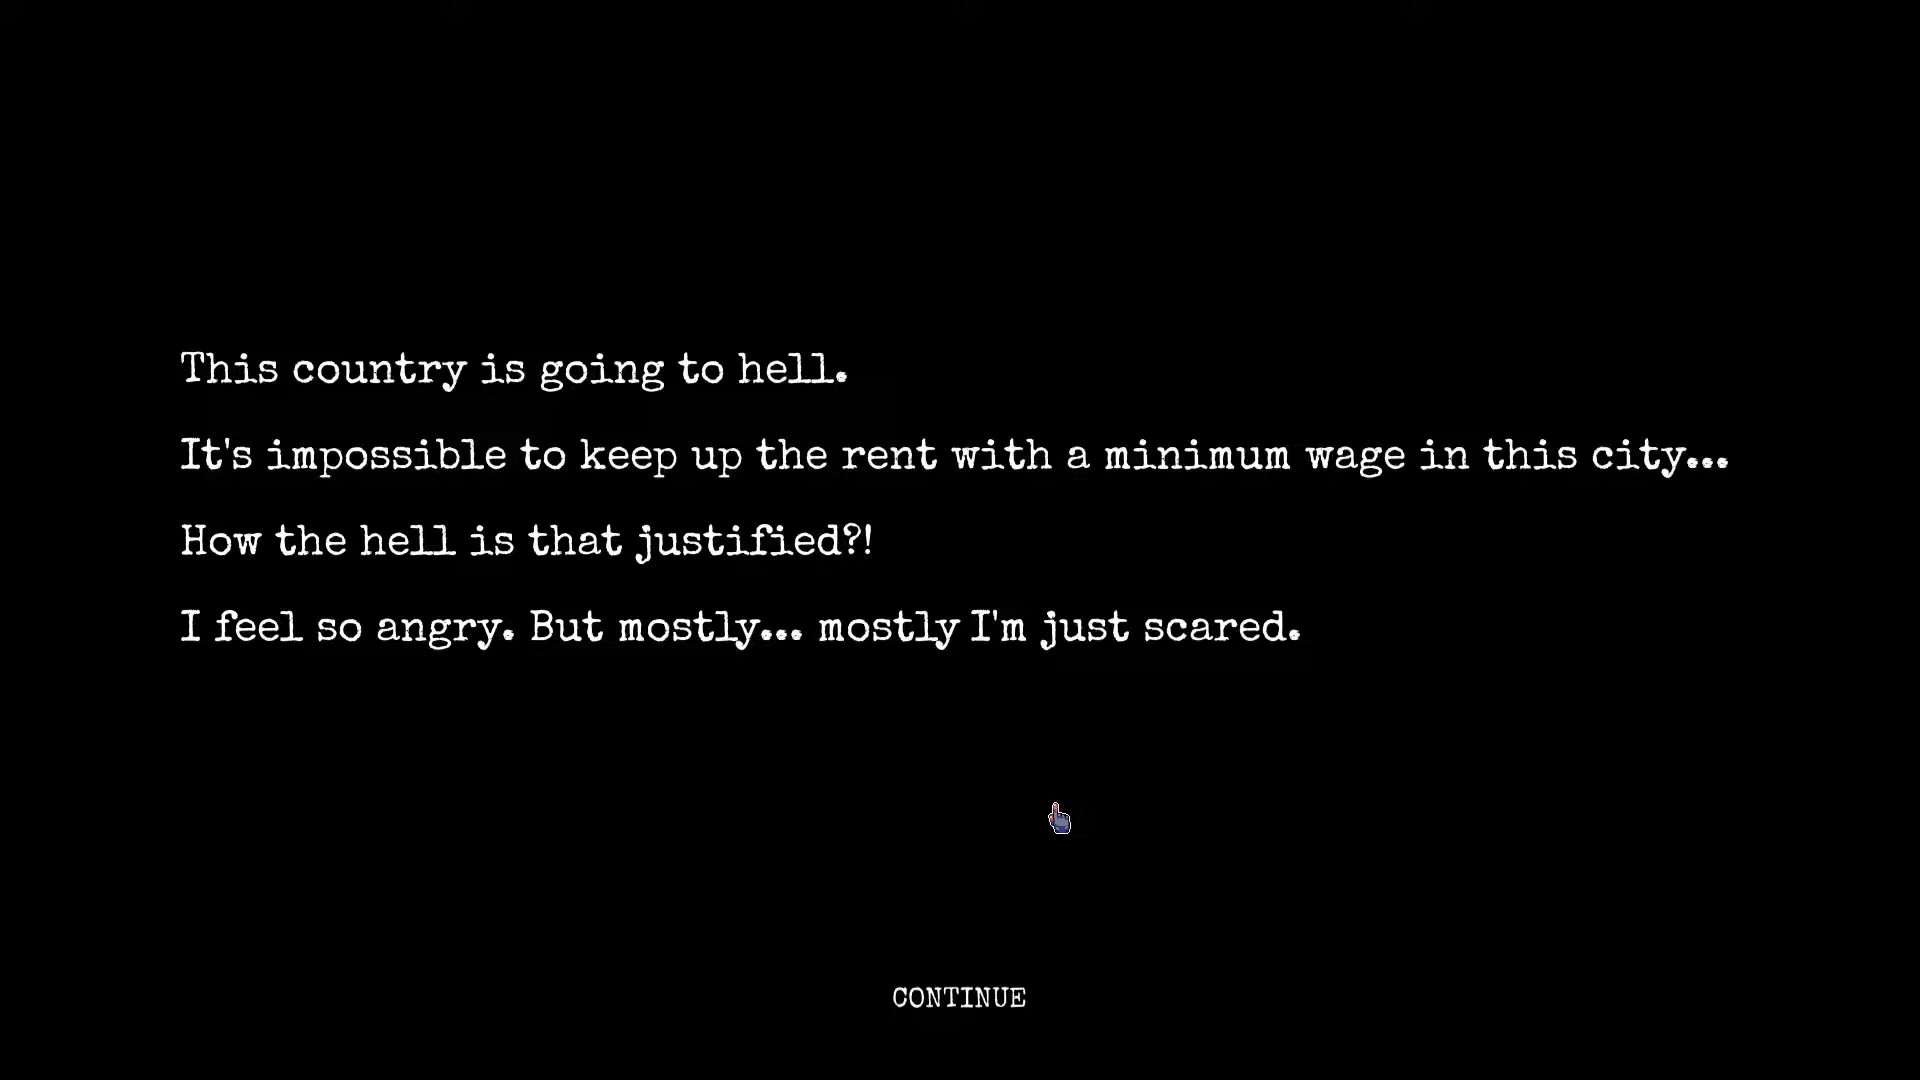 This country is going to hell.
It's impossible to keep up the rent with a minimum wage in this city...
How the hell is that justified?!
I feel so angry. But mostly... mostly I'm just scared.
CONTINUE